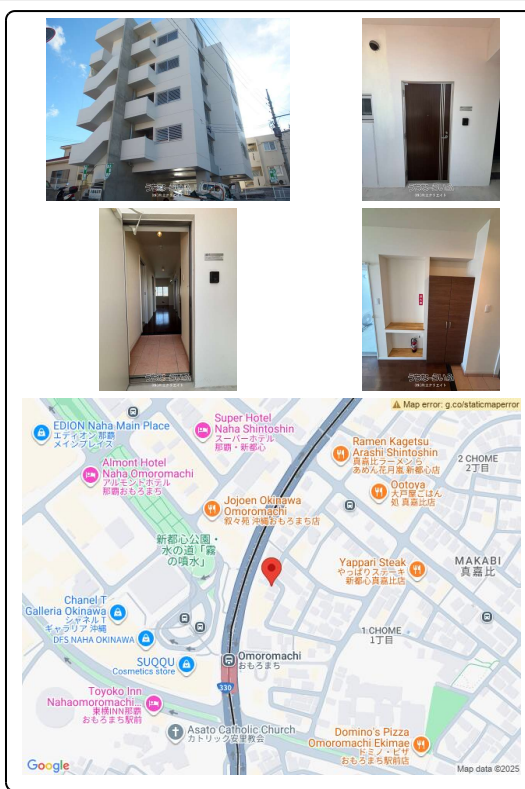 Map error: g.co/staticmaperror
EDION Naha Main Place
エディオン 那覇
メインプレイス
Super Hotel
Naha Shintoshin
スーパーホテル
那覇・新都心
Ramen Kagetsu
Arashi Shintoshin
真嘉比ラーメン ら
あめん花月嵐 新都心店
2 CHOME
2丁目
Almont Hotel
Naha Omoromachi
アルモントホテル
那覇おもろまち
Ootoya
大戸屋ごはん
処 真嘉比店
Jojoen Okinawa
Omoromachi
叙々苑 沖縄おもろまち店
新都心公園・
水の道「霧
の噴水」
Yappari Steak
やっぱりステーキ
新都心真嘉比店
MAKABI
真嘉比
Chanel T
Galleria Okinawa
シャネル T
ギャラリア 沖縄
DFS NAHA OKINAWA
1 CHOME
1丁目
SUQQU
Cosmetics store
Omoromachi
おもろまち
330
Toyoko Inn
Nahaomoromachi...
東横INN那覇
おもろまち駅前
Asato Catholic Church
カトリック安里教会
Domino's Pizza
Omoromachi Ekimae
ドミノ・ピザ
おもろまち駅前店
Google
Map data ©2025